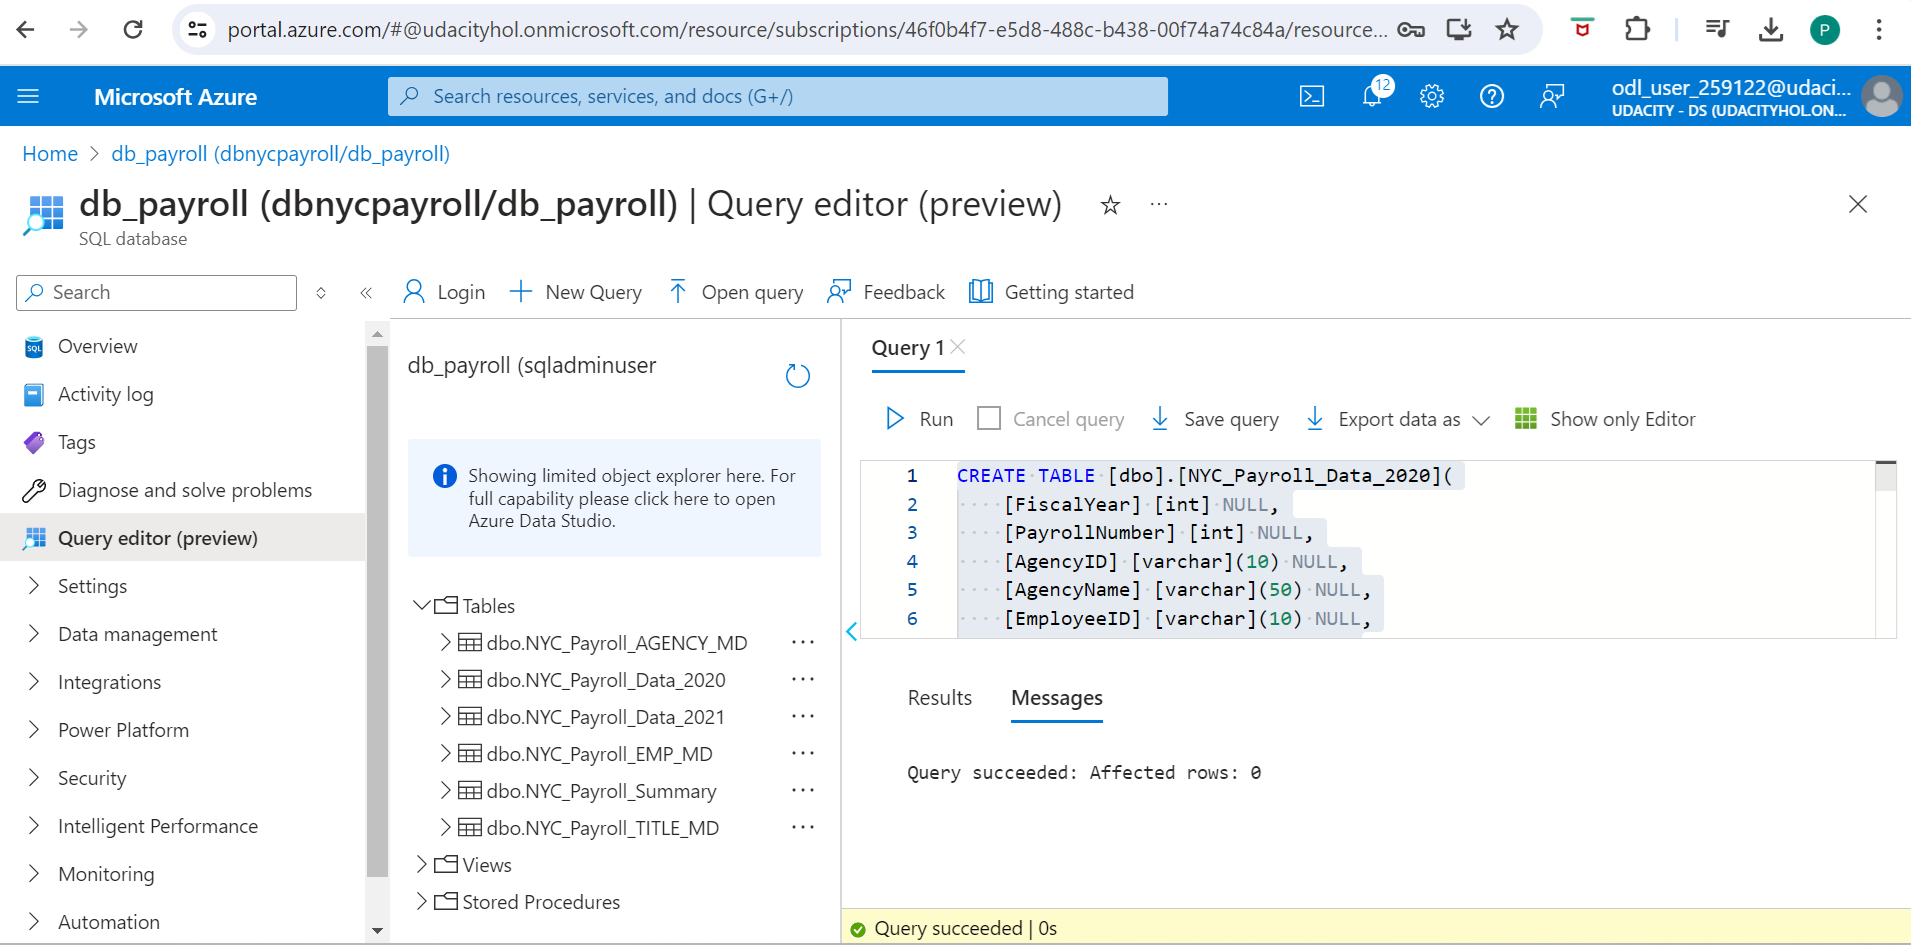 portal.azure.com/#@udacityhol.onmicrosoft.com/resource/subscriptions/46f0b4f7-e5d8-488c-b438-00f74a74c84a/resource...
P
Microsoft Azure
Search resources, services, and docs (G+/)
12
odl_user_259122@udaci...
UDACITY - DS (UDACITYHOL.ON...
Home > db_payroll (dbnycpayroll/db_payroll)
db_payroll (dbnycpayroll/db_payroll) | Query editor (preview)
SQL database
Search
Login
New Query
Open query
Feedback
Getting started
SQL
Overview
Activity log
Tags
Diagnose and solve problems
Query editor (preview)
Settings
Data management
Integrations
Power Platform
Security
Intelligent Performance
Monitoring
Automation
db_payroll (sqladminuser
Showing limited object explorer here. For
full capability please click here to open
Azure Data Studio.
Tables
dbo.NYC_Payroll_AGENCY_MD
dbo.NYC_Payroll_Data_2020
dbo.NYC_Payroll_Data_2021
dbo.NYC_Payroll_EMP_MD
dbo.NYC_Payroll_Summary
dbo.NYC_Payroll_TITLE_MD
Views
Stored Procedures
Query 1
Run
Cancel query
Save query
Export data as
Show only Editor
1 CREATE TABLE [dbo].[NYC_Payroll_Data_2020](
2 [FiscalYear] [int] NULL,
3 [PayrollNumber] [int] NULL,
4 [AgencyID] [varchar](10) NULL,
5 [AgencyName] [varchar](50) NULL,
6 [EmployeeID] [varchar](10) NULL,
Results
Messages
Query succeeded: Affected rows: 0
Query succeeded | 0s